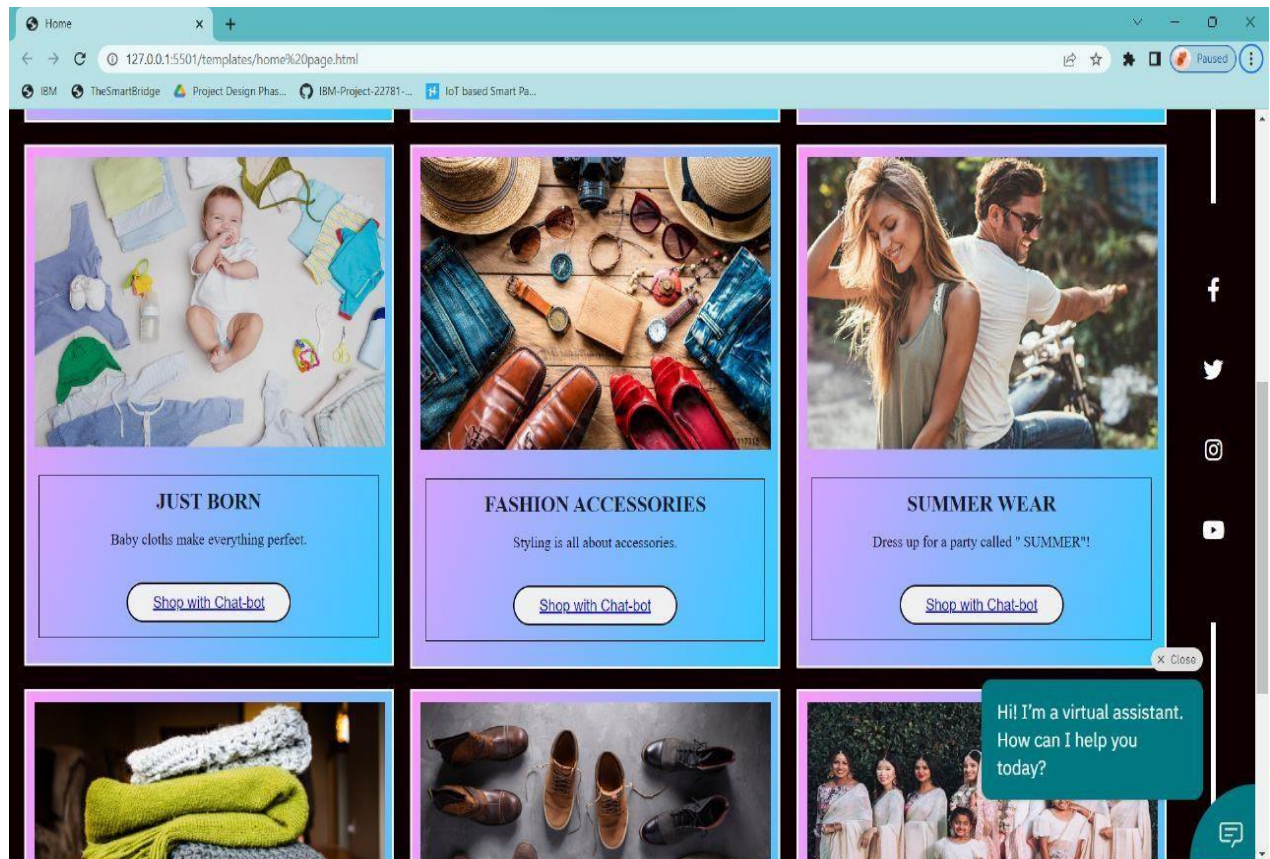 Home
127.0.0.1:5501/templates/home%20page.html
Paused
IBM
TheSmartBridge
Project Design Phas...
IBM-Project-22781-...
IoT based Smart Pa...
JUST BORN
Baby cloths make everything perfect.
Shop with Chat-bot
FASHION ACCESSORIES
Styling is all about accessories.
Shop with Chat-bot
SUMMER WEAR
Dress up for a party called " SUMMER"!
Shop with Chat-bot
Close
Hi! I'm a virtual assistant.
How can I help you
today?